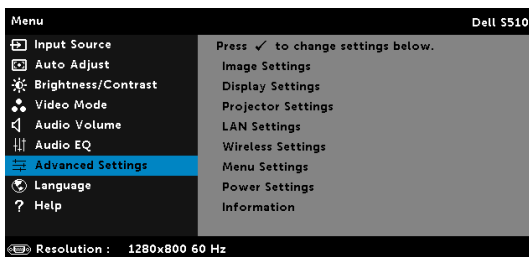 Menu Dell S510
Input Source
Auto Adjust
Brightness/Contrast
Video Mode
Audio Volume
Audio EQ
Advanced Settings
Language
? Help
Press ✓ to change settings below.
Image Settings
Display Settings
Projector Settings
LAN Settings
Wireless Settings
Menu Settings
Power Settings
Information
Resolution : 1280x800 60 Hz